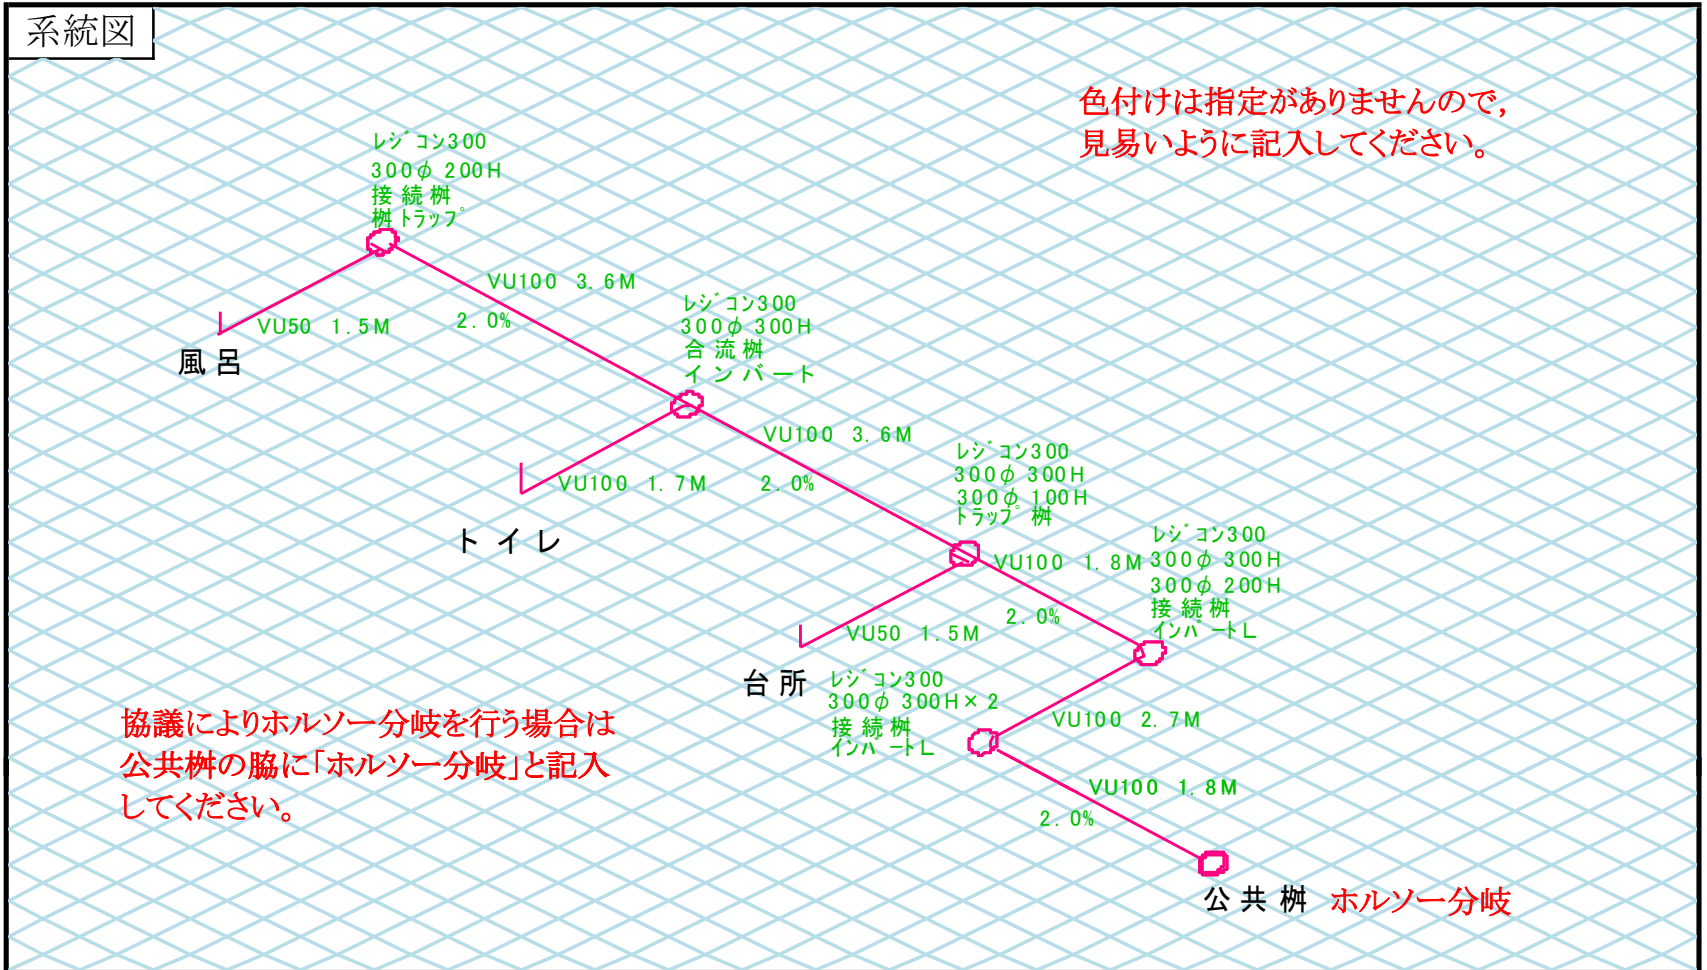 系統図
色付けは指定がありませんので,
見易いように記入してください。
レジコン300
300φ 200H
接続桝
桝トラップ
VU100 3.6M
2.0%
VU50 1.5M
風呂
レジコン300
300φ 300H
合流桝
インバート
VU100 3.6M
2.0%
VU100 1.7M
トイレ
レジコン300
300φ 300H
300φ 100H
トラップ桝
VU100 1.8M
2.0%
VU50 1.5M
台所
レジコン300
300φ 300H
300φ 200H
接続桝
インバートL
レジコン300
300φ 300H×2
接続桝
インバートL
VU100 2.7M
VU100 1.8M
2.0%
協議によりホルソー分岐を行う場合は
公共桝の脇に「ホルソー分岐」と記入
してください。
公共桝 ホルソー分岐